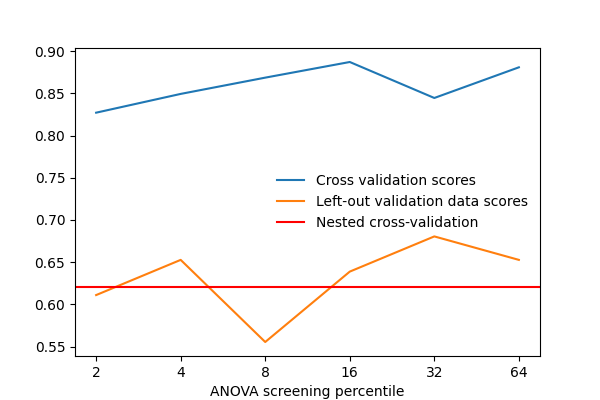 0.90
0.85
0.80
0.75
0.70
0.65
0.60
0.55
Cross validation scores
Left-out validation data scores
Nested cross-validation
2 4 8 16 32 64
ANOVA screening percentile